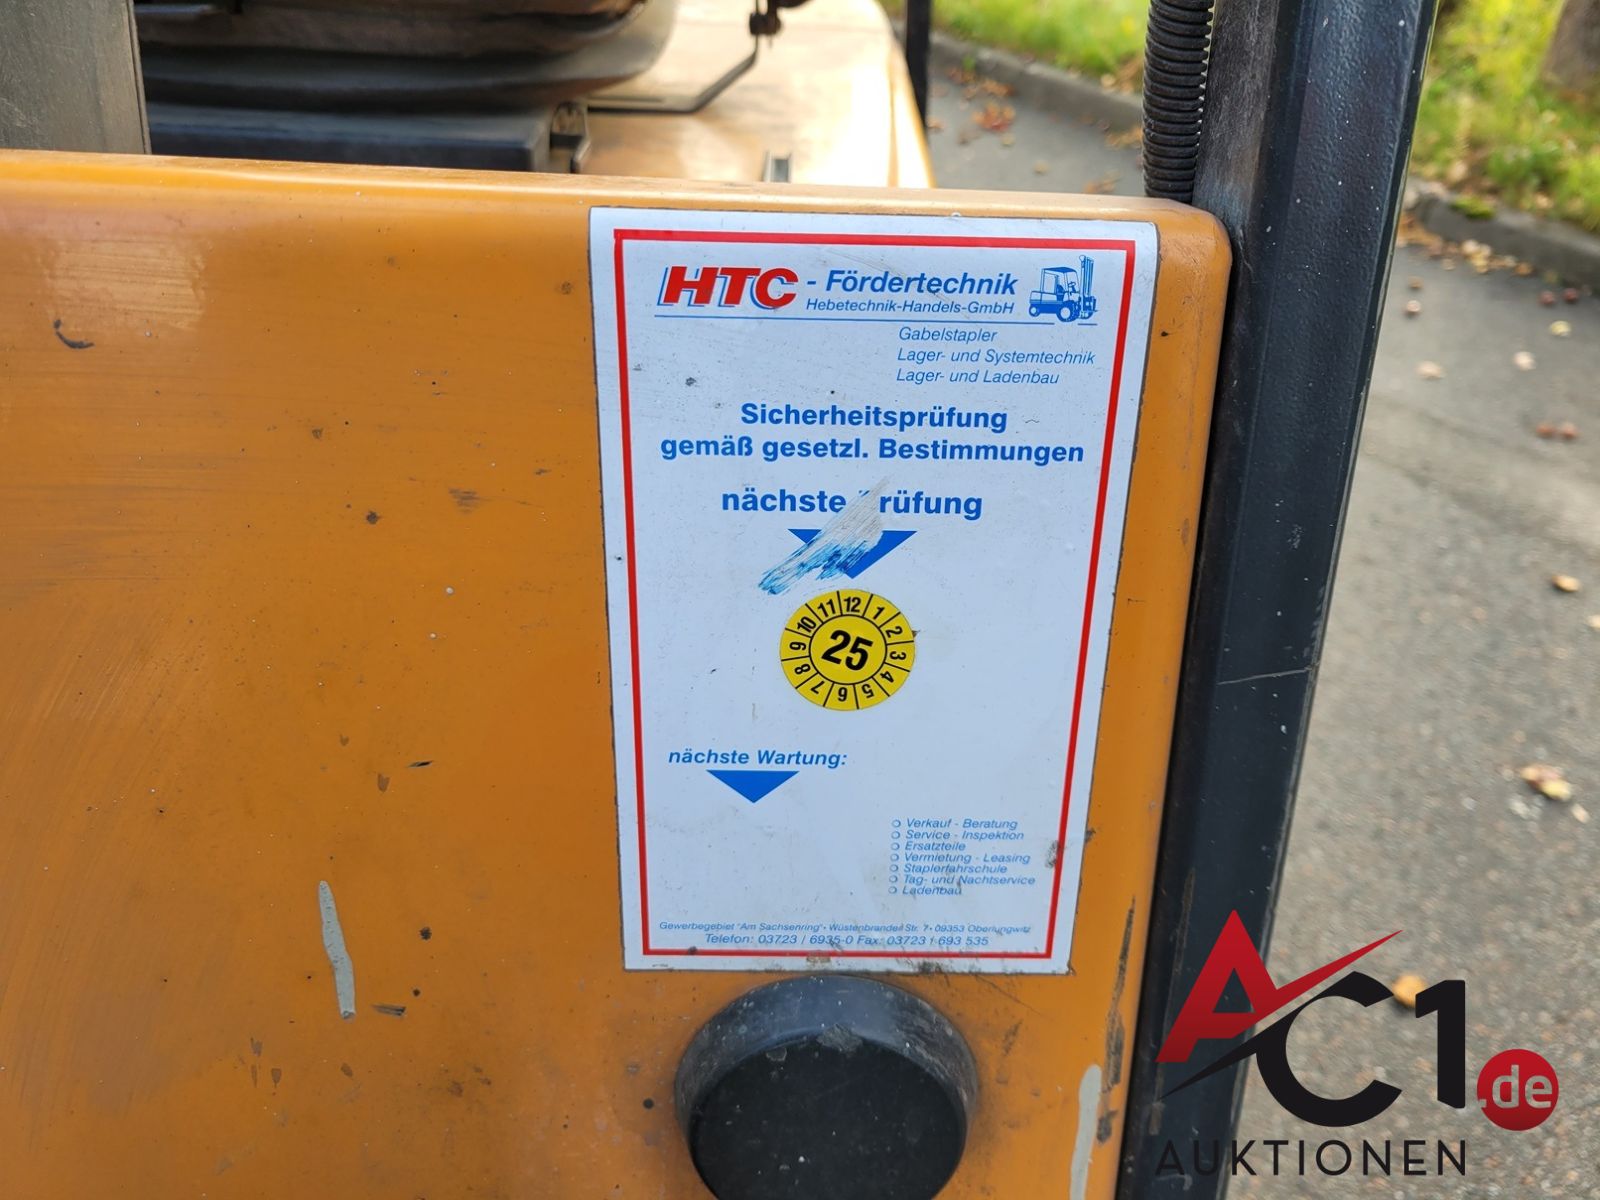 HTC - Fördertechnik
Hebetechnik-Handels-GmbH
Gabelstapler
Lager- und Systemtechnik
Lager- und Ladenbau
Sicherheitsprüfung
gemäß gesetzl. Bestimmungen
nächste rüfung
12 1 2 3 4 5 6 7 8 9 10 11
25
nächste Wartung:
Verkauf - Beratung
Service - Inspektion
Ersatzteile
Vermietung - Leasing
Staplerfahrschule
Tag- und Nachtservice
Ladenbau
Gewerbegebiet "Am Sachsenring" • Wüstenbrander Str. 7 • 09353 Oberlungwitz
Telefon: 03723 / 6935-0 Fax: 03723 / 693 535
AC1.de
AUKTIONEN